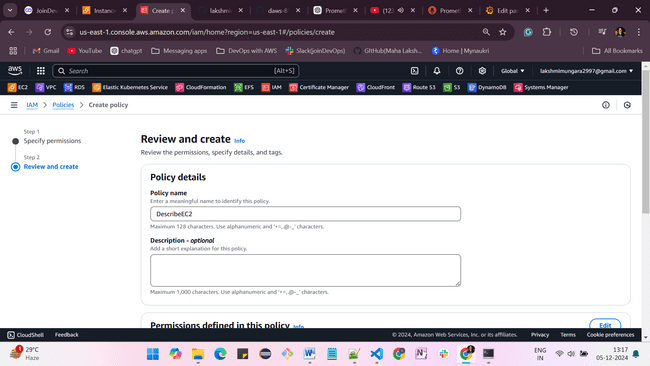 JoinDev
Instance
Create p
lakshm
daws-8
Prometh
(12)
Prometh
Edit pan
us-east-1.console.aws.amazon.com/iam/home?region=us-east-1#/policies/create
Gmail
YouTube
chatgpt
Messaging apps
DevOps with AWS
Slack(joinDevOps)
GitHub(Maha Laksh...
Home | Mynaukri
All Bookmarks
aws
Search
[Alt+S]
Global
lakshmimungara2997@gmail.com
EC2
VPC
RDS
Elastic Kubernetes Service
CloudFormation
EFS
IAM
Certificate Manager
CloudFront
Route 53
S3
DynamoDB
Systems Manager
IAM
Policies
Create policy
Step 1
Specify permissions
Step 2
Review and create
Review and create Info
Review the permissions, specify details, and tags.
Policy details
Policy name
Enter a meaningful name to identify this policy.
DescribeEC2
Maximum 128 characters. Use alphanumeric and '+=,.@-_' characters.
Description - optional
Add a short explanation for this policy.
Maximum 1,000 characters. Use alphanumeric and '+=,.@-_' characters.
Permissions defined in this policy Info
Edit
CloudShell
Feedback
© 2024, Amazon Web Services, Inc. or its affiliates.
Privacy
Terms
Cookie preferences
29°C
Haze
ENG
IN
13:17
05-12-2024